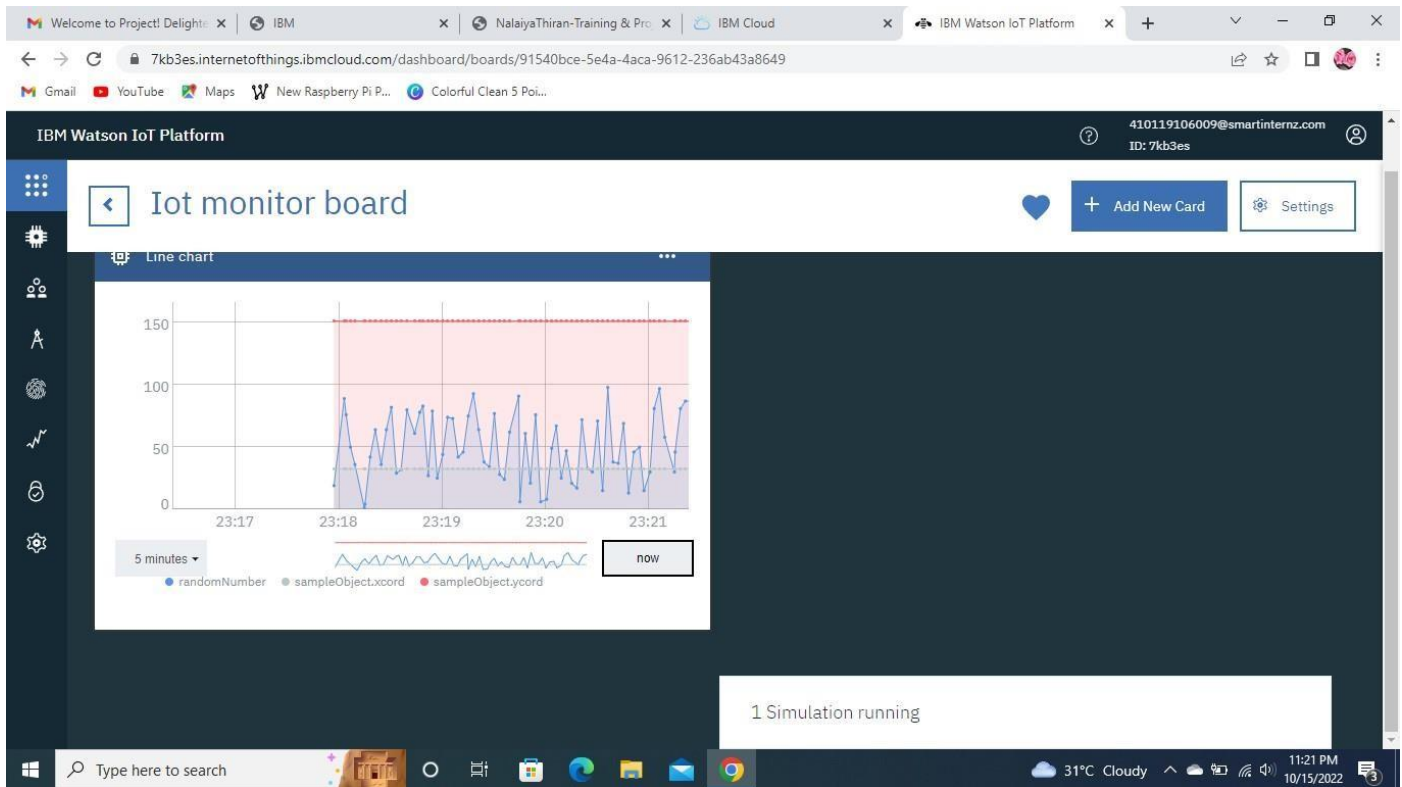 Welcome to Project! Delighte
IBM
NalaiyaThiran-Training & Pro
IBM Cloud
IBM Watson IoT Platform
7kb3es.internetofthings.ibmcloud.com/dashboard/boards/91540bce-5e4a-4aca-9612-236ab43a8649
Gmail
YouTube
Maps
New Raspberry Pi P...
Colorful Clean 5 Poi...
IBM Watson IoT Platform
410119106009@smartinternz.com
ID: 7kb3es
Iot monitor board
+ Add New Card
Settings
Line chart
150
100
50
0
23:17 23:18 23:19 23:20 23:21
5 minutes
now
randomNumber sampleObject.xcord sampleObject.ycord
1 Simulation running
Type here to search
31°C Cloudy
11:21 PM
10/15/2022
3